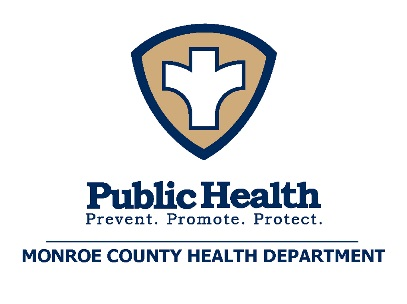 Public Health
Prevent. Promote. Protect.
MONROE COUNTY HEALTH DEPARTMENT